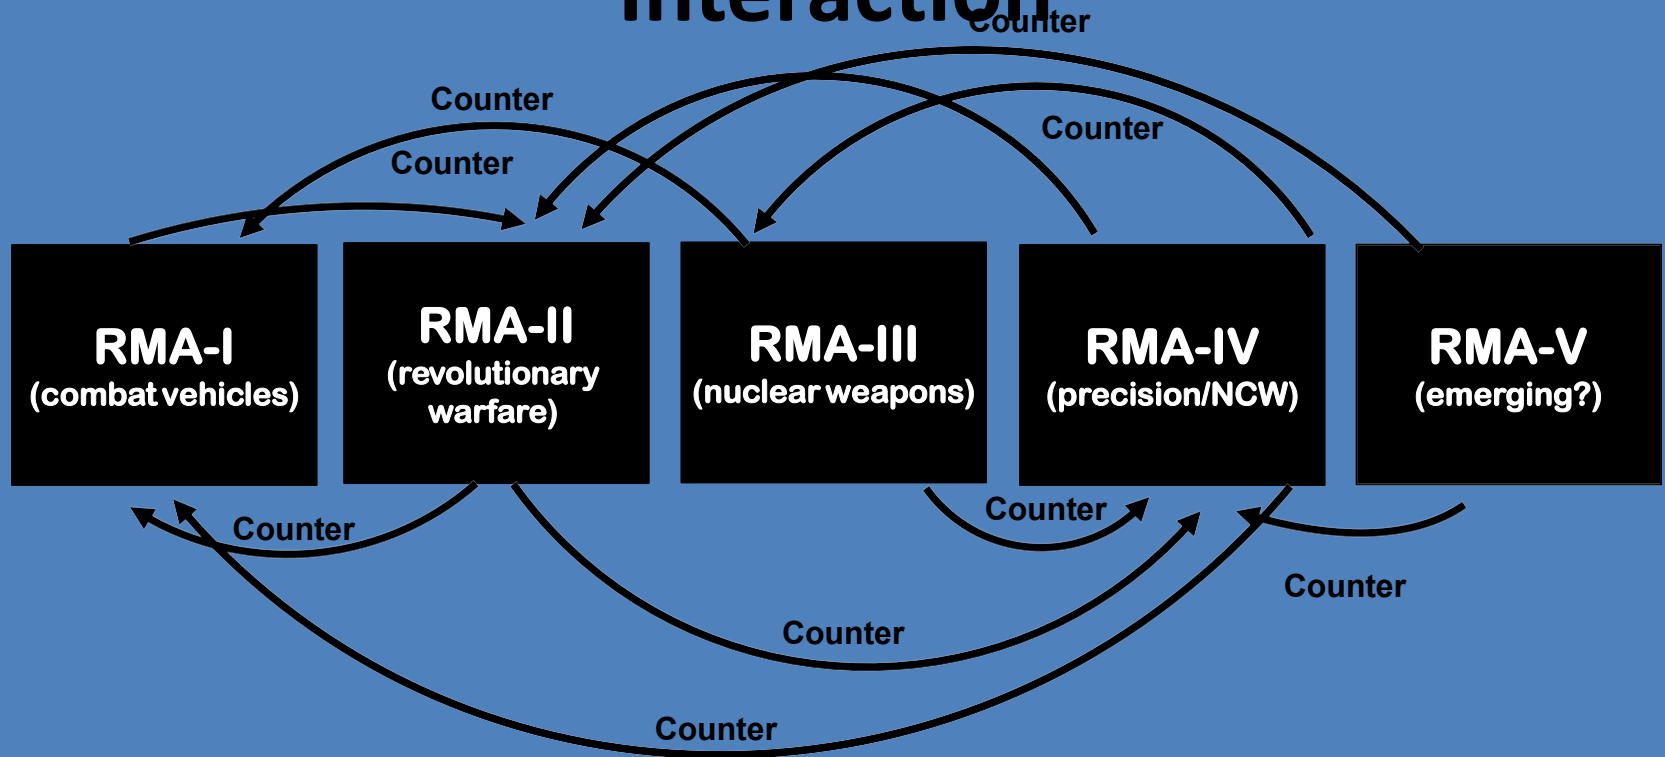 Interaction
Counter
Counter
Counter
Counter
RMA-I
(combat vehicles)
RMA-II
(revolutionary
warfare)
RMA-III
(nuclear weapons)
RMA-IV
(precision/NCW)
RMA-V
(emerging?)
Counter
Counter
Counter
Counter
Counter